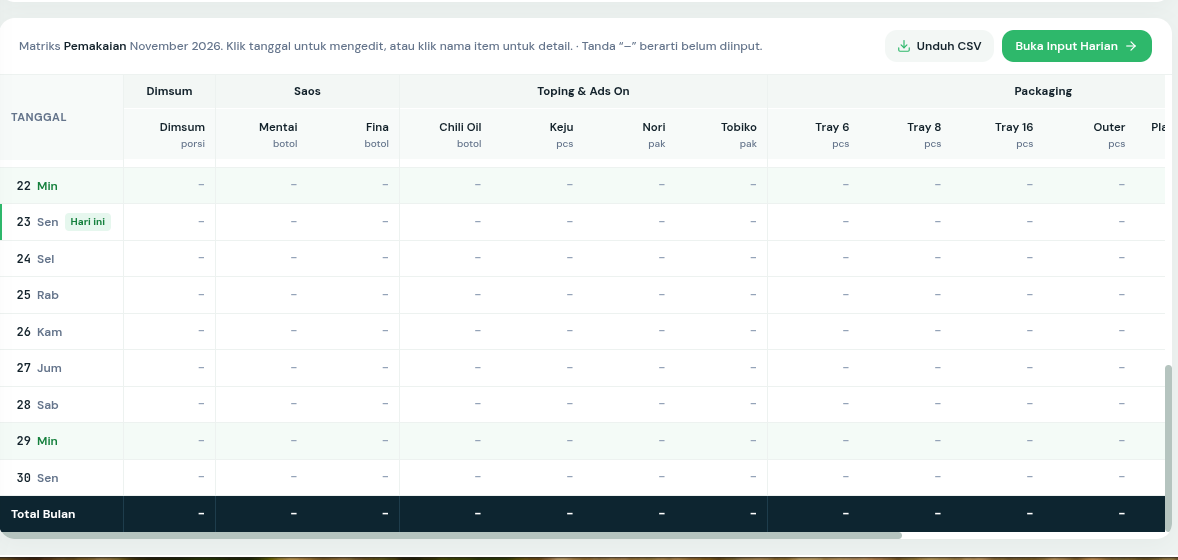 Matriks Pemakaian November 2026. Klik tanggal untuk mengedit, atau klik nama item untuk detail. · Tanda “–” berarti belum diinput.
Unduh CSV
Buka Input Harian →
TANGGAL
Dimsum Saos Toping & Ads On Packaging
Dimsum Mentai Fina Chili Oil Keju Nori Tobiko Tray 6 Tray 8 Tray 16 Outer Pla
porsi botol botol botol pcs pak pak pcs pcs pcs pcs
22 Min – – – – – – – – – – –
23 Sen Hari ini – – – – – – – – – – –
24 Sel – – – – – – – – – – –
25 Rab – – – – – – – – – – –
26 Kam – – – – – – – – – – –
27 Jum – – – – – – – – – – –
28 Sab – – – – – – – – – – –
29 Min – – – – – – – – – – –
30 Sen – – – – – – – – – – –
Total Bulan – – – – – – – – – – –